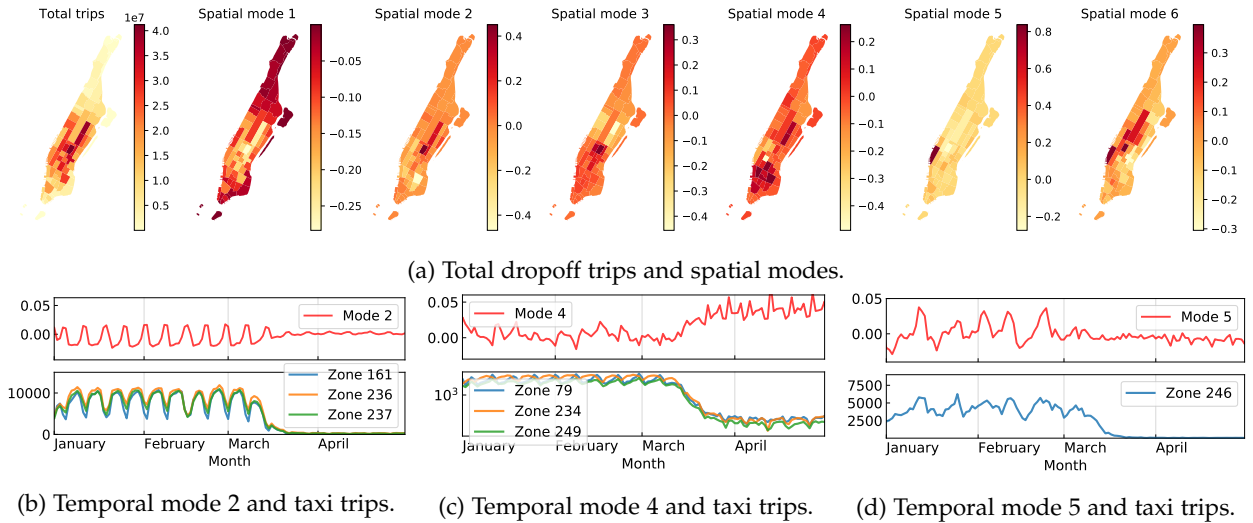 Total trips
Spatial mode 1
Spatial mode 2
Spatial mode 3
Spatial mode 4
Spatial mode 5
Spatial mode 6
1e7
4.0
3.5
3.0
2.5
2.0
1.5
1.0
0.5
−0.05
−0.10
−0.15
−0.20
−0.25
0.4
0.2
0.0
−0.2
−0.4
0.4
0.3
0.2
0.1
0.0
−0.1
−0.2
−0.3
−0.4
0.2
0.1
0.0
−0.1
−0.2
−0.3
−0.4
0.8
0.6
0.4
0.2
0.0
−0.2
0.3
0.2
0.1
0.0
−0.1
−0.2
−0.3
(a) Total dropoff trips and spatial modes.
0.05
0.00
Mode 2
10000
0
Zone 161
Zone 236
Zone 237
January February March April
Month
(b) Temporal mode 2 and taxi trips.
0.05
0.00
Mode 4
10³
Zone 79
Zone 234
Zone 249
January February March April
Month
(c) Temporal mode 4 and taxi trips.
0.05
0.00
Mode 5
7500
5000
2500
Zone 246
January February March April
Month
(d) Temporal mode 5 and taxi trips.